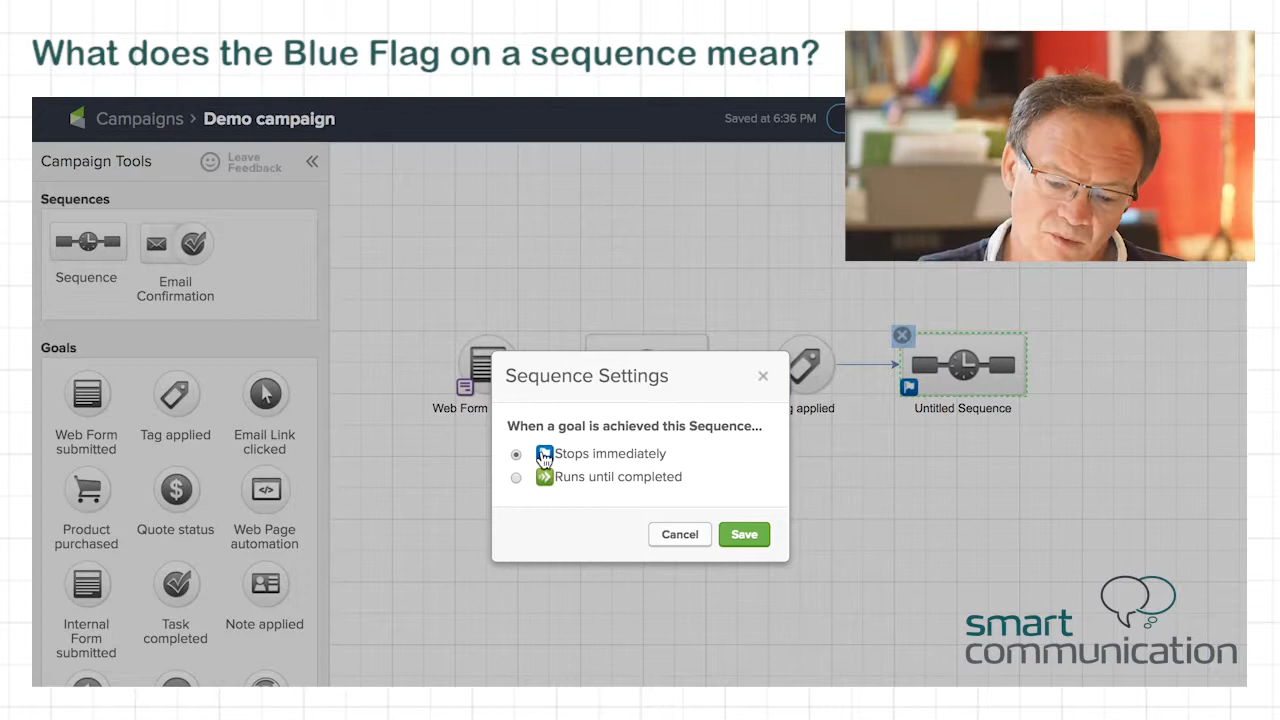 What does the Blue Flag on a sequence mean?
Campaigns > Demo campaign
Saved at 6:36 PM
Campaign Tools
Leave
Feedback
«
Sequences
Sequence
Email
Confirmation
Goals
Web Form
submitted
Tag applied
Email Link
clicked
Product
purchased
Quote status
Web Page
automation
Internal
Form
submitted
Task
completed
Note applied
Web Form
g applied
Untitled Sequence
Sequence Settings
×
When a goal is achieved this Sequence...
Stops immediately
Runs until completed
Cancel
Save
smart
communication